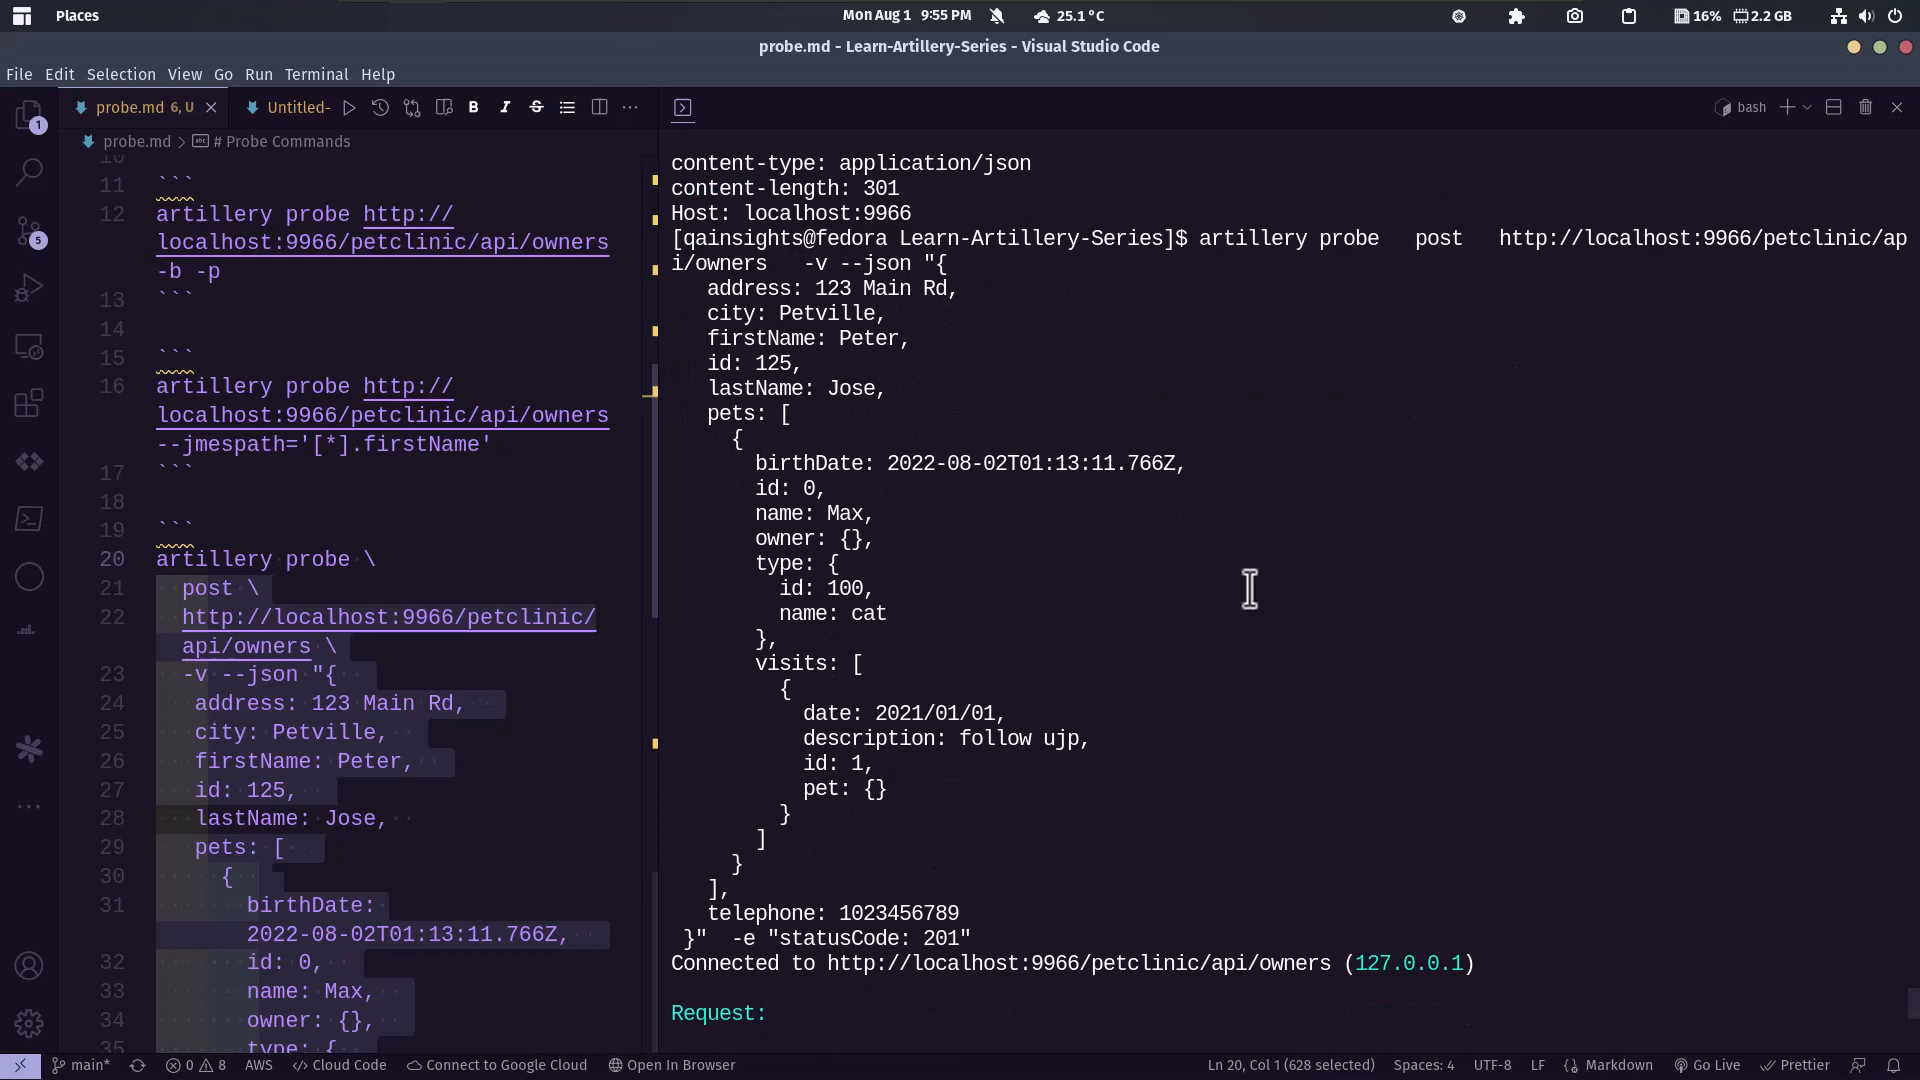 Places
Mon Aug 1 9:55 PM
25.1 °C
16%
2.2 GB
probe.md - Learn-Artillery-Series - Visual Studio Code
File Edit Selection View Go Run Terminal Help
probe.md 6, U
Untitled-
B I S
bash
probe.md > # Probe Commands
10
11 ```
12 artillery probe http://
localhost:9966/petclinic/api/owners
-b -p
13 ```
14
15 ```
16 artillery probe http://
localhost:9966/petclinic/api/owners
--jmespath='[*].firstName'
17 ```
18
19 ```
20 artillery probe \
21 post \
22 http://localhost:9966/petclinic/
api/owners \
23 -v --json "{
24 address: 123 Main Rd,
25 city: Petville,
26 firstName: Peter,
27 id: 125,
28 lastName: Jose,
29 pets: [
30 {
31 birthDate:
2022-08-02T01:13:11.766Z,
32 id: 0,
33 name: Max,
34 owner: {},
35 type: {
content-type: application/json
content-length: 301
Host: localhost:9966
[qainsights@fedora Learn-Artillery-Series]$ artillery probe post http://localhost:9966/petclinic/ap
i/owners -v --json "{
address: 123 Main Rd,
city: Petville,
firstName: Peter,
id: 125,
lastName: Jose,
pets: [
{
birthDate: 2022-08-02T01:13:11.766Z,
id: 0,
name: Max,
owner: {},
type: {
id: 100,
name: cat
},
visits: [
{
date: 2021/01/01,
description: follow ujp,
id: 1,
pet: {}
}
]
}
],
telephone: 1023456789
}" -e "statusCode: 201"
Connected to http://localhost:9966/petclinic/api/owners (127.0.0.1)
Request:
1
5
main* 0 8 AWS Cloud Code Connect to Google Cloud Open In Browser
Ln 20, Col 1 (628 selected) Spaces: 4 UTF-8 LF Markdown Go Live Prettier